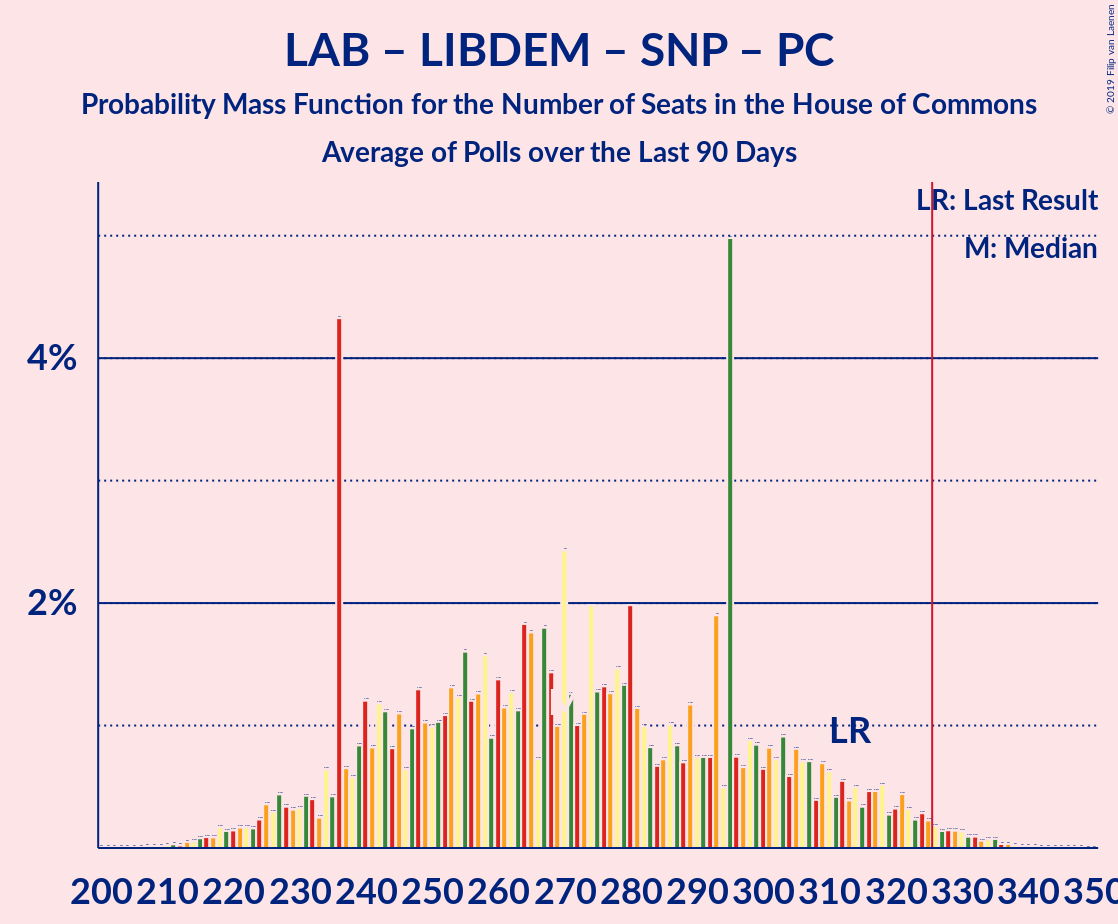 LAB – LIBDEM – SNP – PC
Probability Mass Function for the Number of Seats in the House of Commons
Average of Polls over the Last 90 Days
© 2019 Filip van Laenen
LR: Last Result
M: Median
4%
2%
LR
M
200 210 220 230 240 250 260 270 280 290 300 310 320 330 340 350